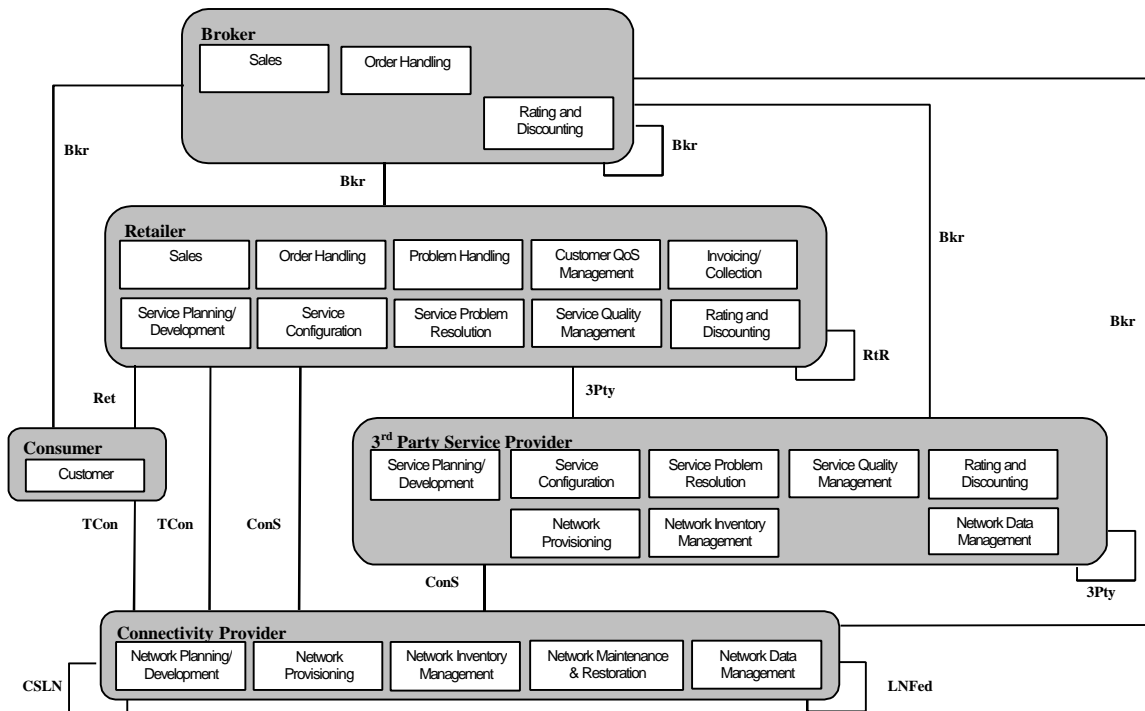 Broker
Sales
Order Handling
Rating and
Discounting
Bkr
Bkr
Bkr
Retailer
Sales
Order Handling
Problem Handling
Customer QoS
Management
Invoicing/
Collection
Bkr
Service Planning/
Development
Service
Configuration
Service Problem
Resolution
Service Quality
Management
Rating and
Discounting
Bkr
RtR
Ret
3Pty
Consumer
Customer
3rd Party Service Provider
Service Planning/
Development
Service
Configuration
Service Problem
Resolution
Service Quality
Management
Rating and
Discounting
Network
Provisioning
Network Inventory
Management
Network Data
Management
TCon
TCon
ConS
ConS
3Pty
Connectivity Provider
Network Planning/
Development
Network
Provisioning
Network Inventory
Management
Network Maintenance
& Restoration
Network Data
Management
CSLN
LNFed